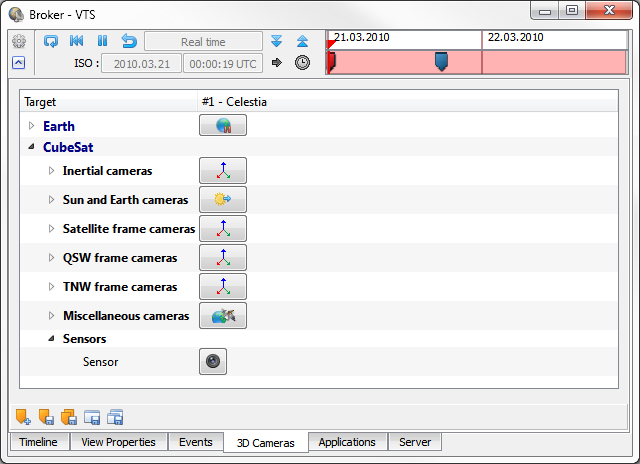 Broker - VTS
Real time
ISO : 2010.03.21 00:00:19 UTC
21.03.2010 22.03.2010
Target #1 - Celestia
Earth
CubeSat
Inertial cameras
Sun and Earth cameras
Satellite frame cameras
QSW frame cameras
TNW frame cameras
Miscellaneous cameras
Sensors
Sensor
Timeline View Properties Events 3D Cameras Applications Server